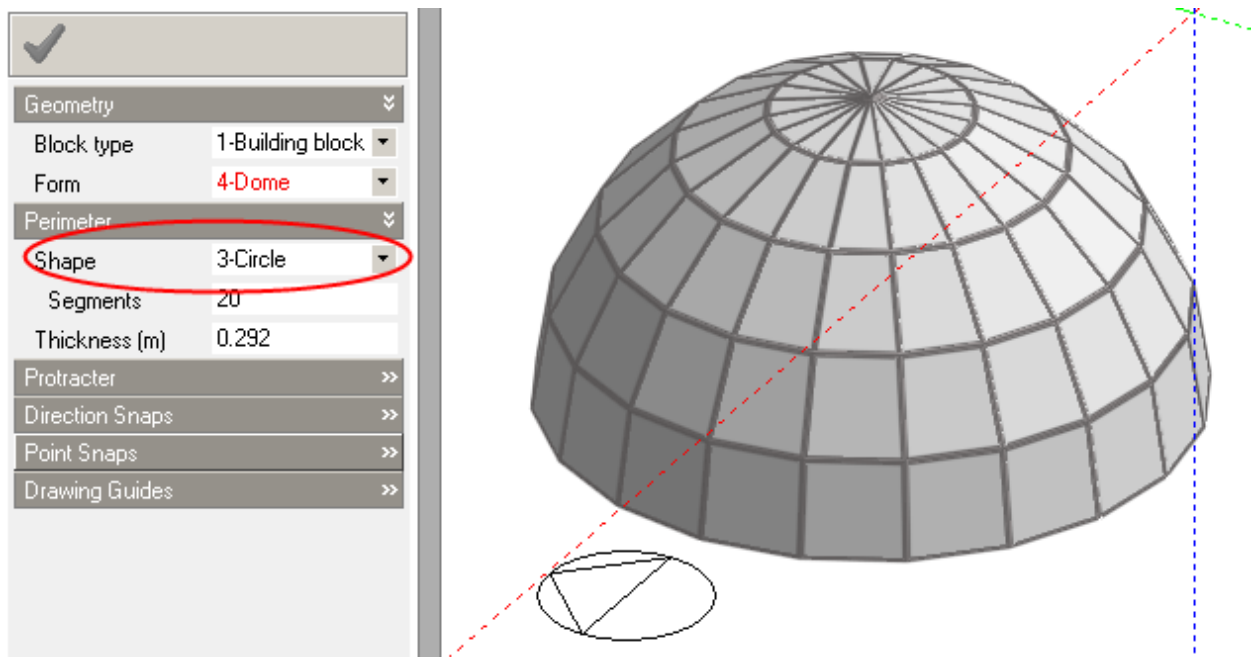 Geometry
Block type 1-Building block
Form 4-Dome
Perimeter
Shape 3-Circle
Segments 20
Thickness (m) 0.292
Protracter
Direction Snaps
Point Snaps
Drawing Guides